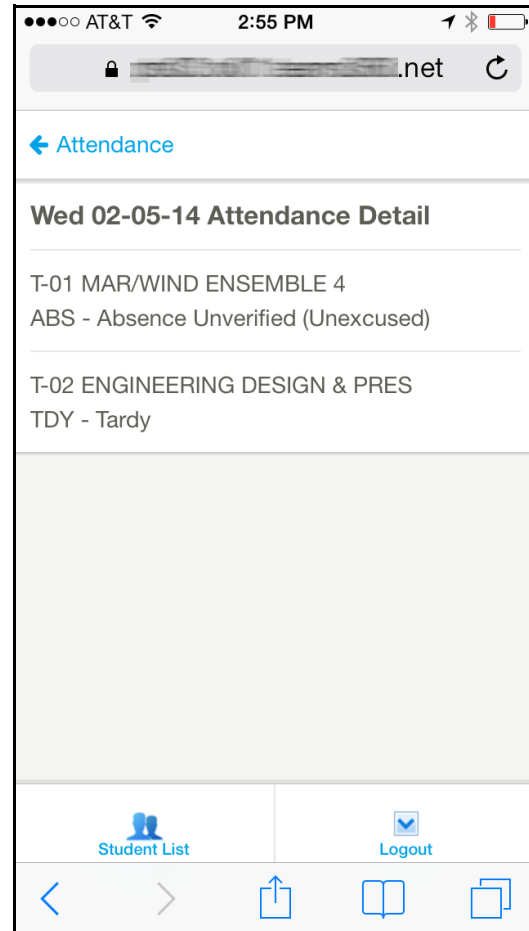 AT&T 2:55 PM
.net
Attendance
Wed 02-05-14 Attendance Detail
T-01 MAR/WIND ENSEMBLE 4
ABS - Absence Unverified (Unexcused)
T-02 ENGINEERING DESIGN & PRES
TDY - Tardy
Student List Logout